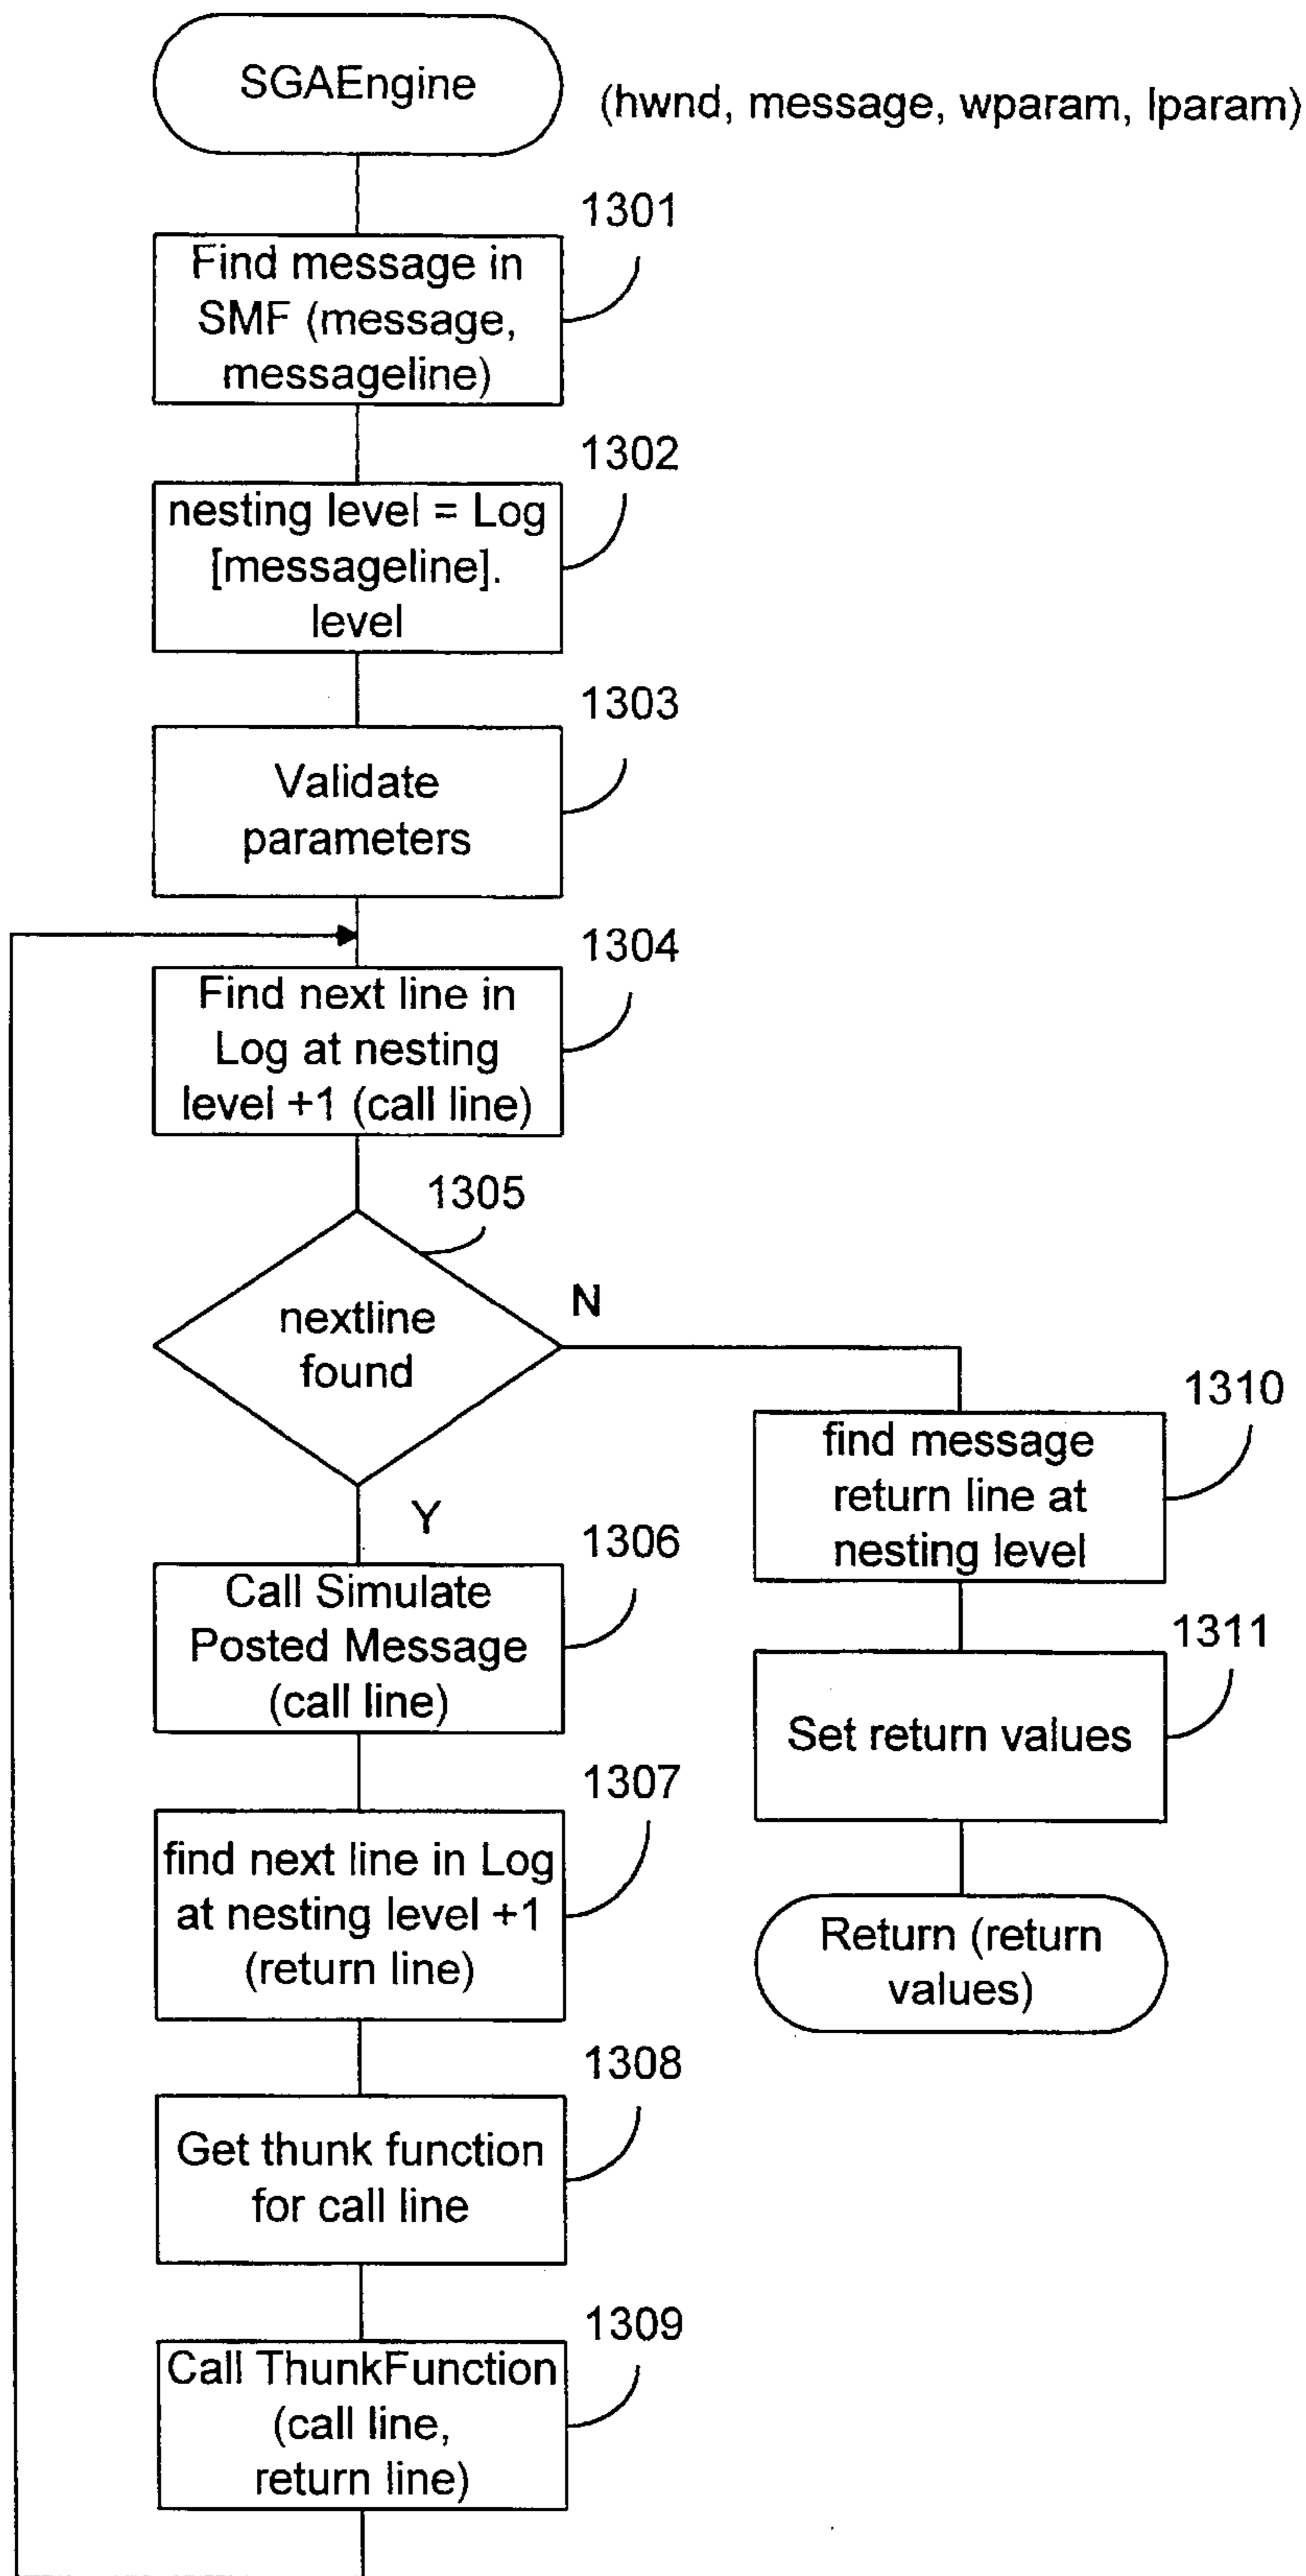 SGAEngine
(hwnd, message, wparam, lparam)
1301
Find message in
SMF (message,
messageline)
1302
nesting level = Log
[messageline].
level
1303
Validate
parameters
1304
Find next line in
Log at nesting
level +1 (call line)
1305
nextline
found
N
Y
1306
Call Simulate
Posted Message
(call line)
1307
find next line in Log
at nesting level +1
(return line)
1308
Get thunk function
for call line
1309
Call ThunkFunction
(call line,
return line)
1310
find message
return line at
nesting level
1311
Set return values
Return (return
values)